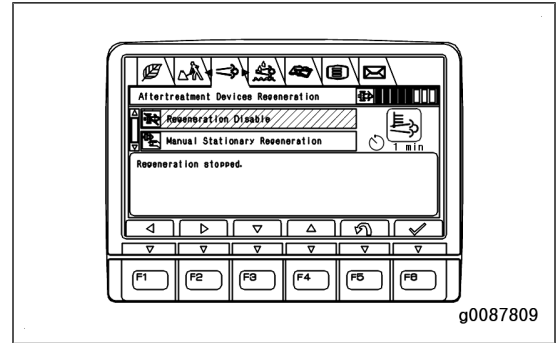 Aftertreatment Devices Regeneration
Regeneration Disable
Manual Stationary Regeneration
1 min
Regeneration stopped.
F1 F2 F3 F4 F5 F6
g0087809